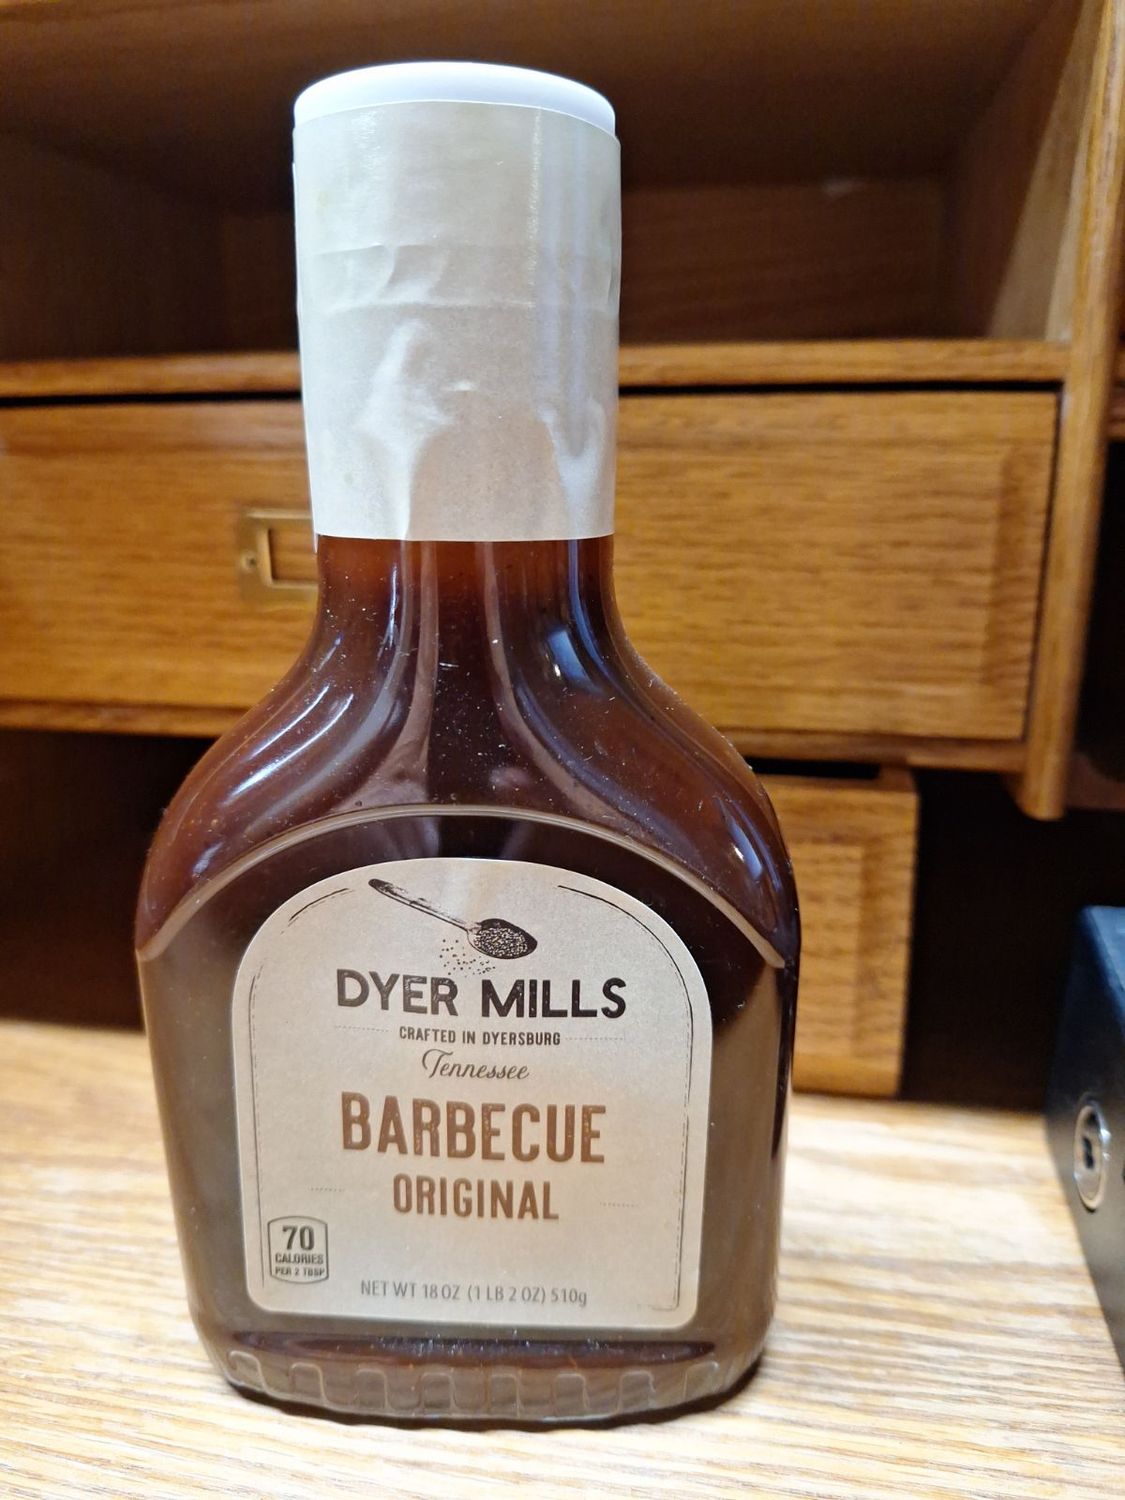 DYER MILLS
CRAFTED IN DYERSBURG
Tennessee
BARBECUE
ORIGINAL
70
CALORIES
PER 2 TBSP
NET WT 18 OZ (1 LB 2 OZ) 510g